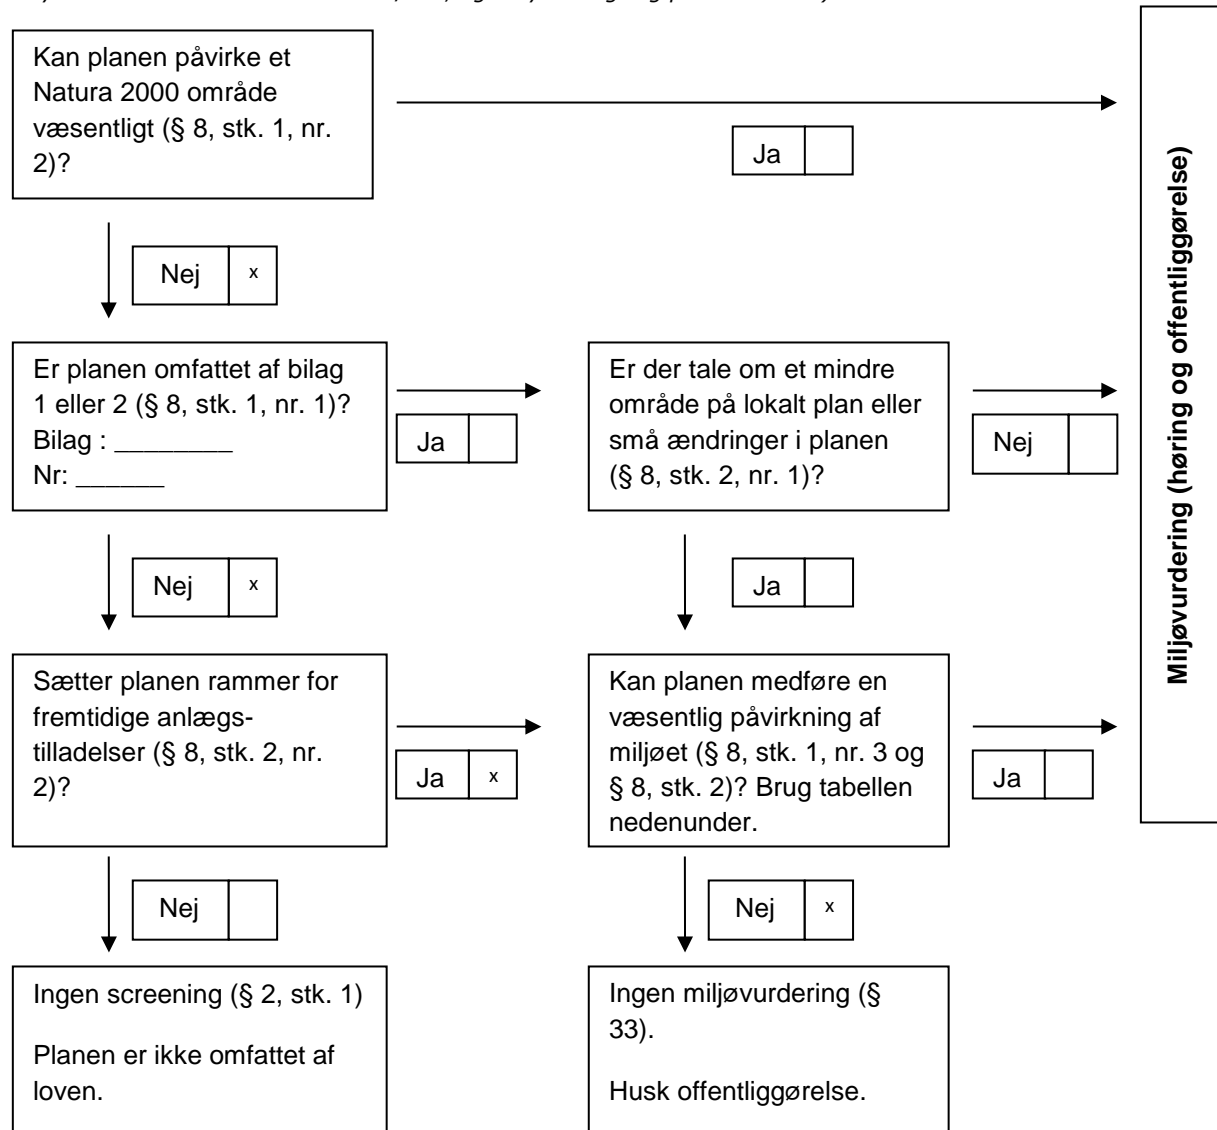 Kan planen påvirke et
Natura 2000 område
væsentligt (§ 8, stk. 1, nr.
2)?
Ja
Nej x
Er planen omfattet af bilag
1 eller 2 (§ 8, stk. 1, nr. 1)?
Bilag : ________
Nr: ______
Ja
Er der tale om et mindre
område på lokalt plan eller
små ændringer i planen
(§ 8, stk. 2, nr. 1)?
Nej
Nej x
Ja
Sætter planen rammer for
fremtidige anlægs-
tilladelser (§ 8, stk. 2, nr.
2)?
Ja x
Kan planen medføre en
væsentlig påvirkning af
miljøet (§ 8, stk. 1, nr. 3 og
§ 8, stk. 2)? Brug tabellen
nedenunder.
Ja
Nej
Nej x
Ingen screening (§ 2, stk. 1)
Planen er ikke omfattet af
loven.
Ingen miljøvurdering (§
33).
Husk offentliggørelse.
Miljøvurdering (høring og offentliggørelse)